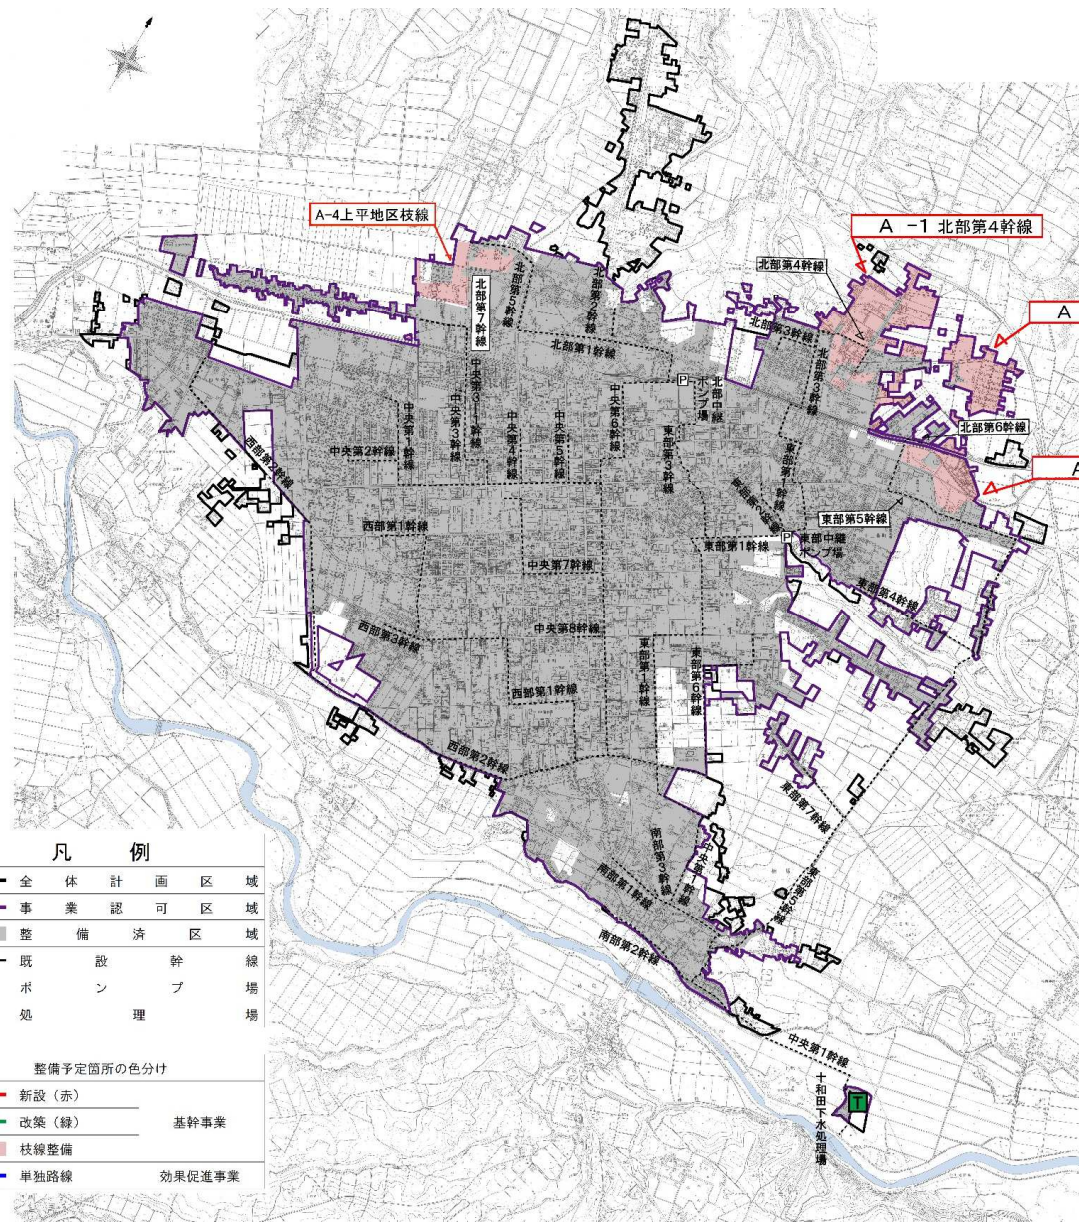 A-4上平地区枝線
A -1 北部第4幹線
北部第4幹線
A
北部第7幹線
北部第5幹線
北部第2幹線
北部第3幹線
北部第1幹線
北部第3幹線
P
北部中継
ポンプ場
中央第3-1幹線
中央第1幹線
中央第3幹線
中央第4幹線
中央第5幹線
中央第6幹線
東部第3幹線
北部第6幹線
中央第2幹線
西部第2幹線
A
東部第5幹線
西部第1幹線
P
東部第1幹線
東部中継
ポンプ場
中央第7幹線
東部第4幹線
西部第3幹線
中央第8幹線
東部第1幹線
東部第6幹線
西部第1幹線
西部第2幹線
東部第7幹線
南部第3幹線
南部第1幹線
東部第5幹線
南部第2幹線
中央第1幹線
十和田下水処理場
T
凡 例
全体計画区域
事業認可区域
整備済区域
既設幹線
ポンプ場
処理場
整備予定箇所の色分け
新設（赤）
改築（緑）
基幹事業
枝線整備
単独路線
効果促進事業